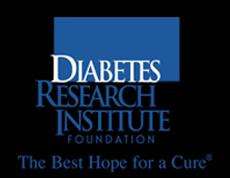 DIABETES
RESEARCH
INSTITUTE
FOUNDATION
The Best Hope for a Cure®